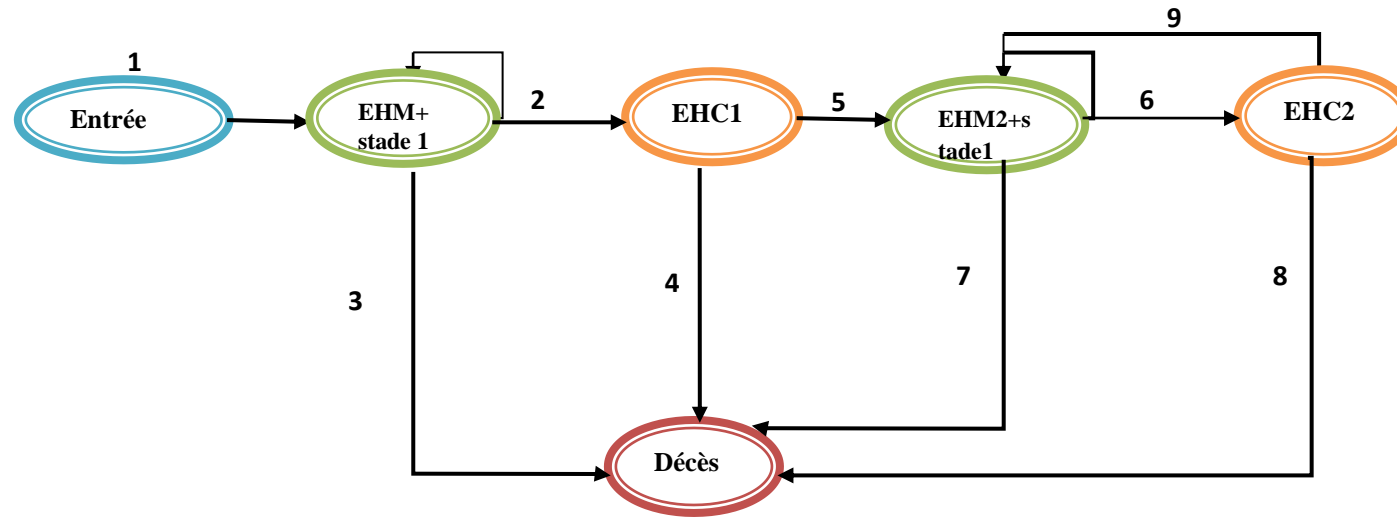 9
1
2
5
6
Entrée
EHM+
stade 1
EHC1
EHM2+s
tade1
EHC2
3
4
7
8
Décès